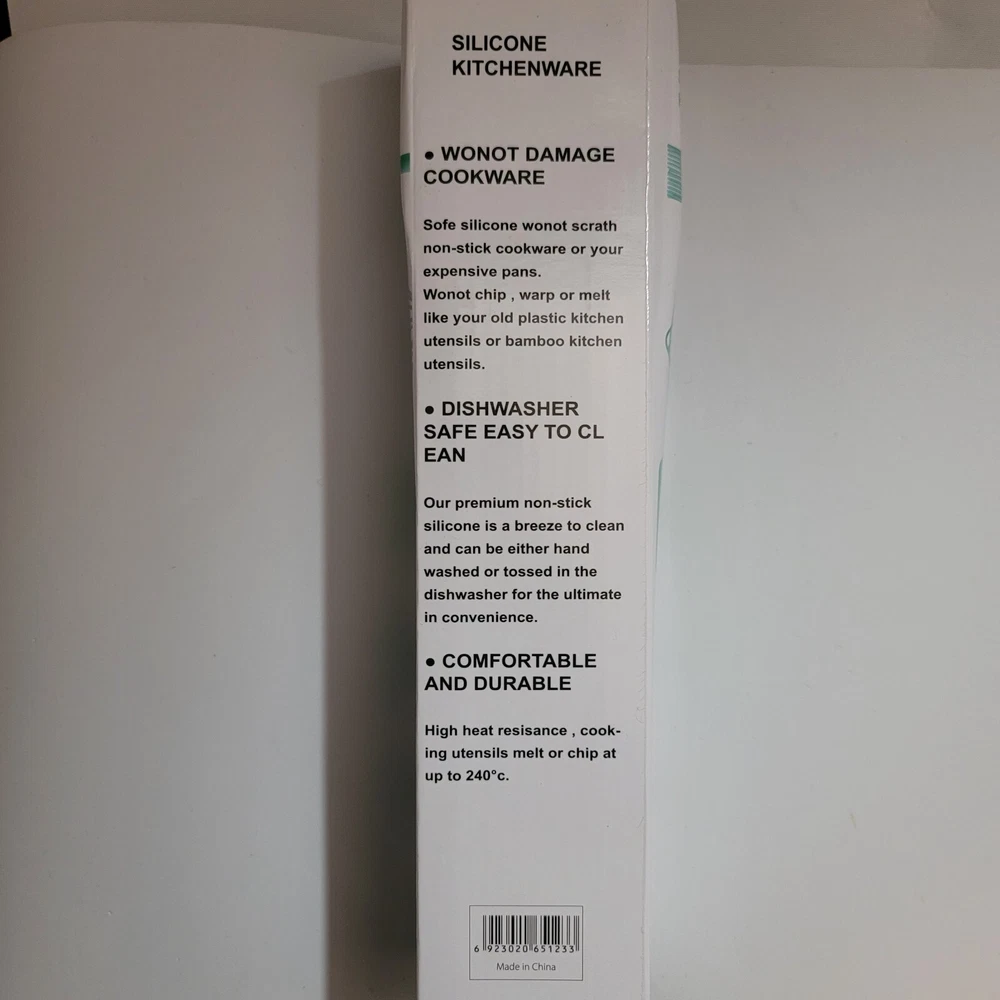 SILICONE
KITCHENWARE
● WONOT DAMAGE
COOKWARE
Sofe silicone wonot scrath
non-stick cookware or your
expensive pans.
Wonot chip , warp or melt
like your old plastic kitchen
utensils or bamboo kitchen
utensils.
● DISHWASHER
SAFE EASY TO CL
EAN
Our premium non-stick
silicone is a breeze to clean
and can be either hand
washed or tossed in the
dishwasher for the ultimate
in convenience.
● COMFORTABLE
AND DURABLE
High heat resisance , cook-
ing utensils melt or chip at
up to 240°c.
6 923020 651233
Made in China